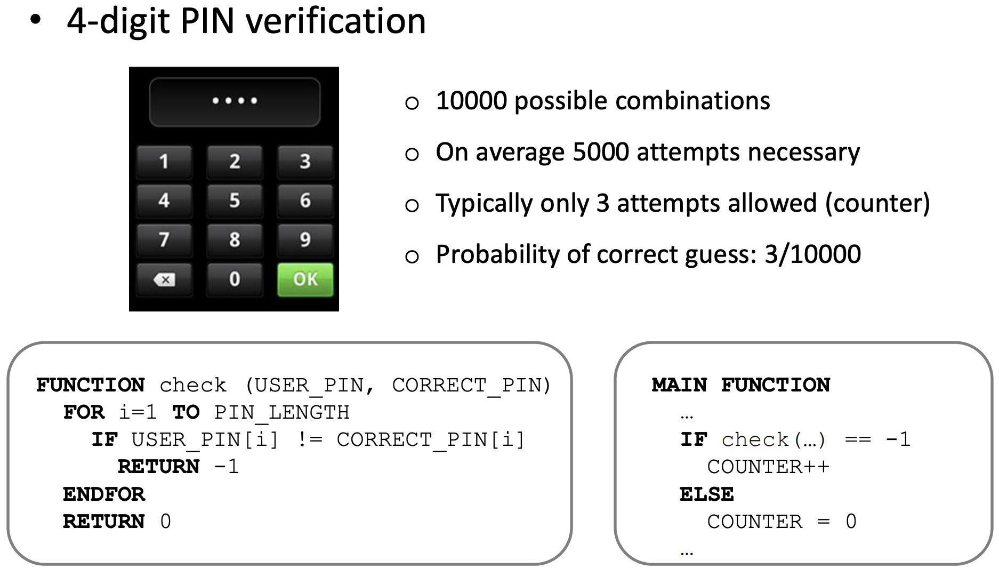 • 4-digit PIN verification
••••
1 2 3
4 5 6
7 8 9
0 OK
o 10000 possible combinations
o On average 5000 attempts necessary
o Typically only 3 attempts allowed (counter)
o Probability of correct guess: 3/10000
FUNCTION check (USER_PIN, CORRECT_PIN)
FOR i=1 TO PIN_LENGTH
IF USER_PIN[i] != CORRECT_PIN[i]
RETURN -1
ENDFOR
RETURN 0
MAIN FUNCTION
…
IF check(…) == -1
COUNTER++
ELSE
COUNTER = 0
…